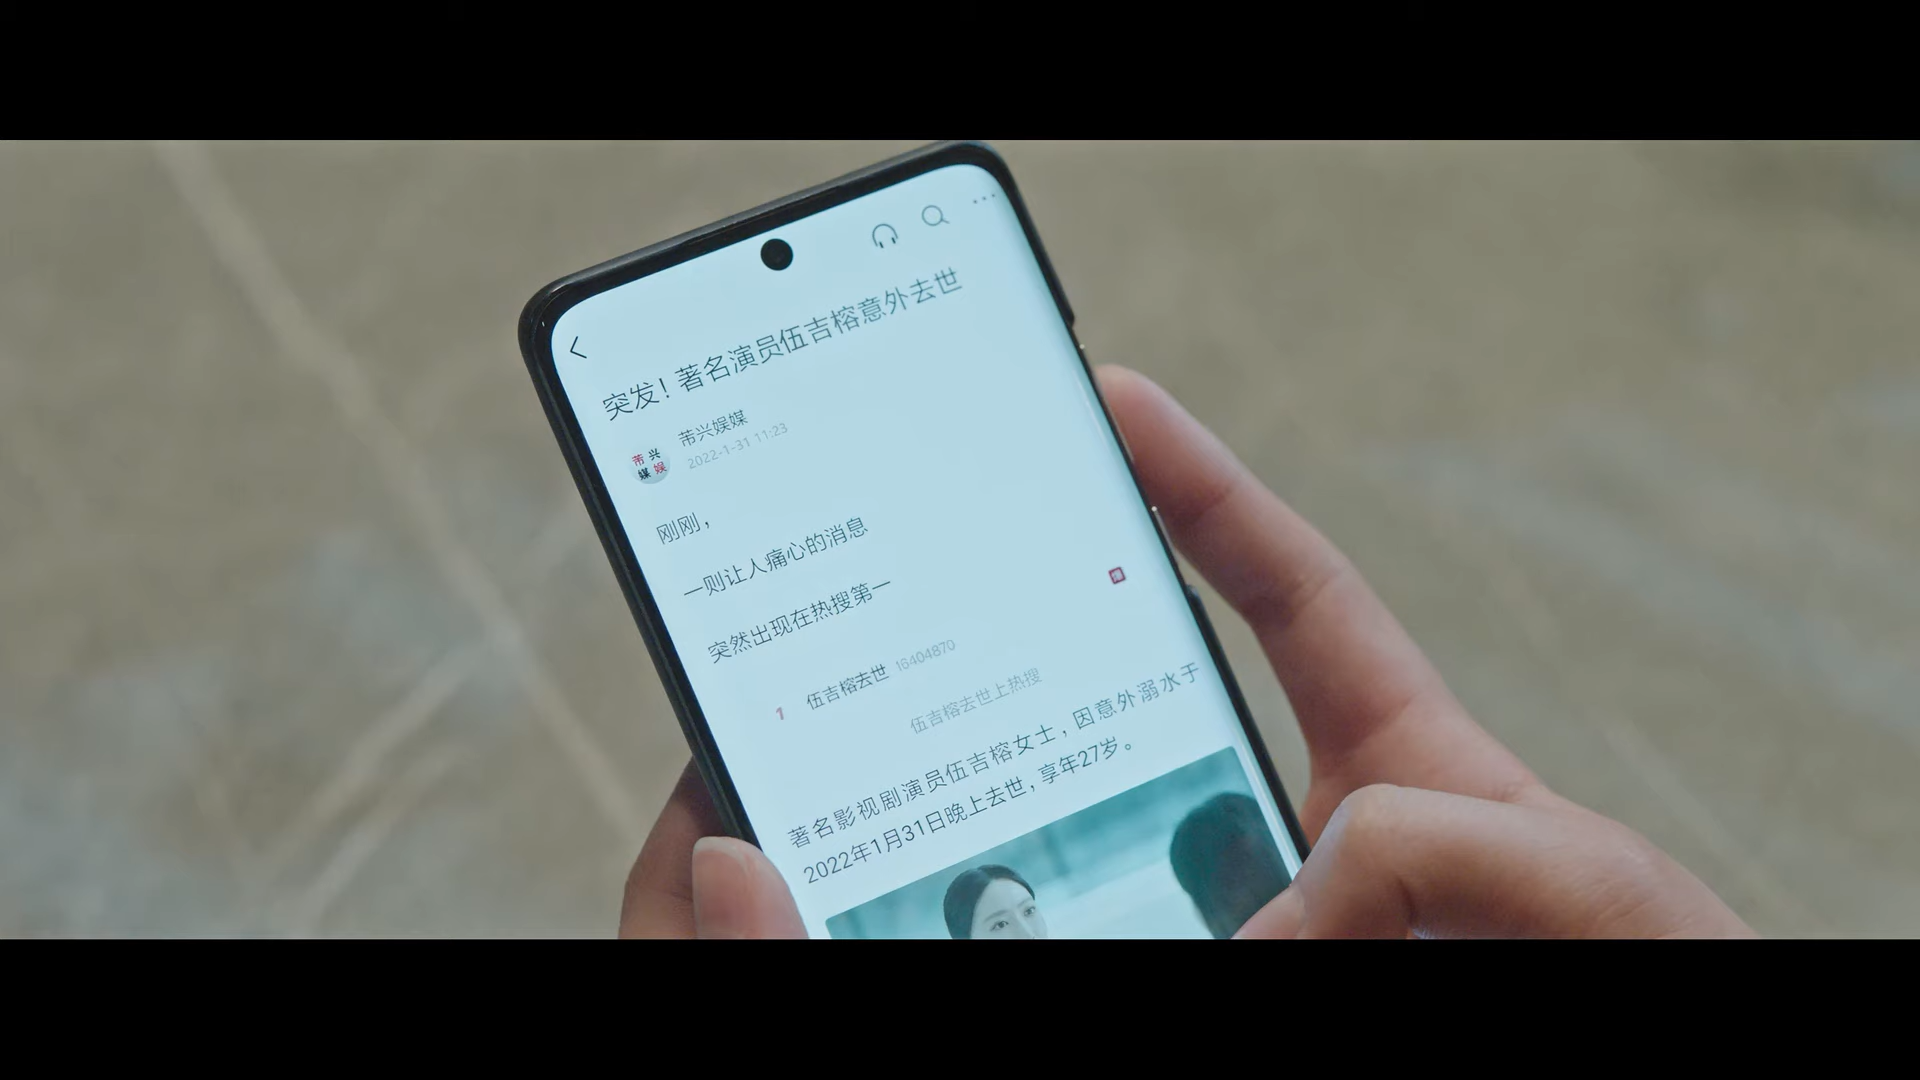 突发！著名演员伍吉榕意外去世
芾兴娱媒
2022-1-31 11:23
芾兴
媒娱
刚刚，
一则让人痛心的消息
突然出现在热搜第一
1 伍吉榕去世 16404870
伍吉榕去世上热搜
著名影视剧演员伍吉榕女士，因意外溺水于
2022年1月31日晚上去世，享年27岁。